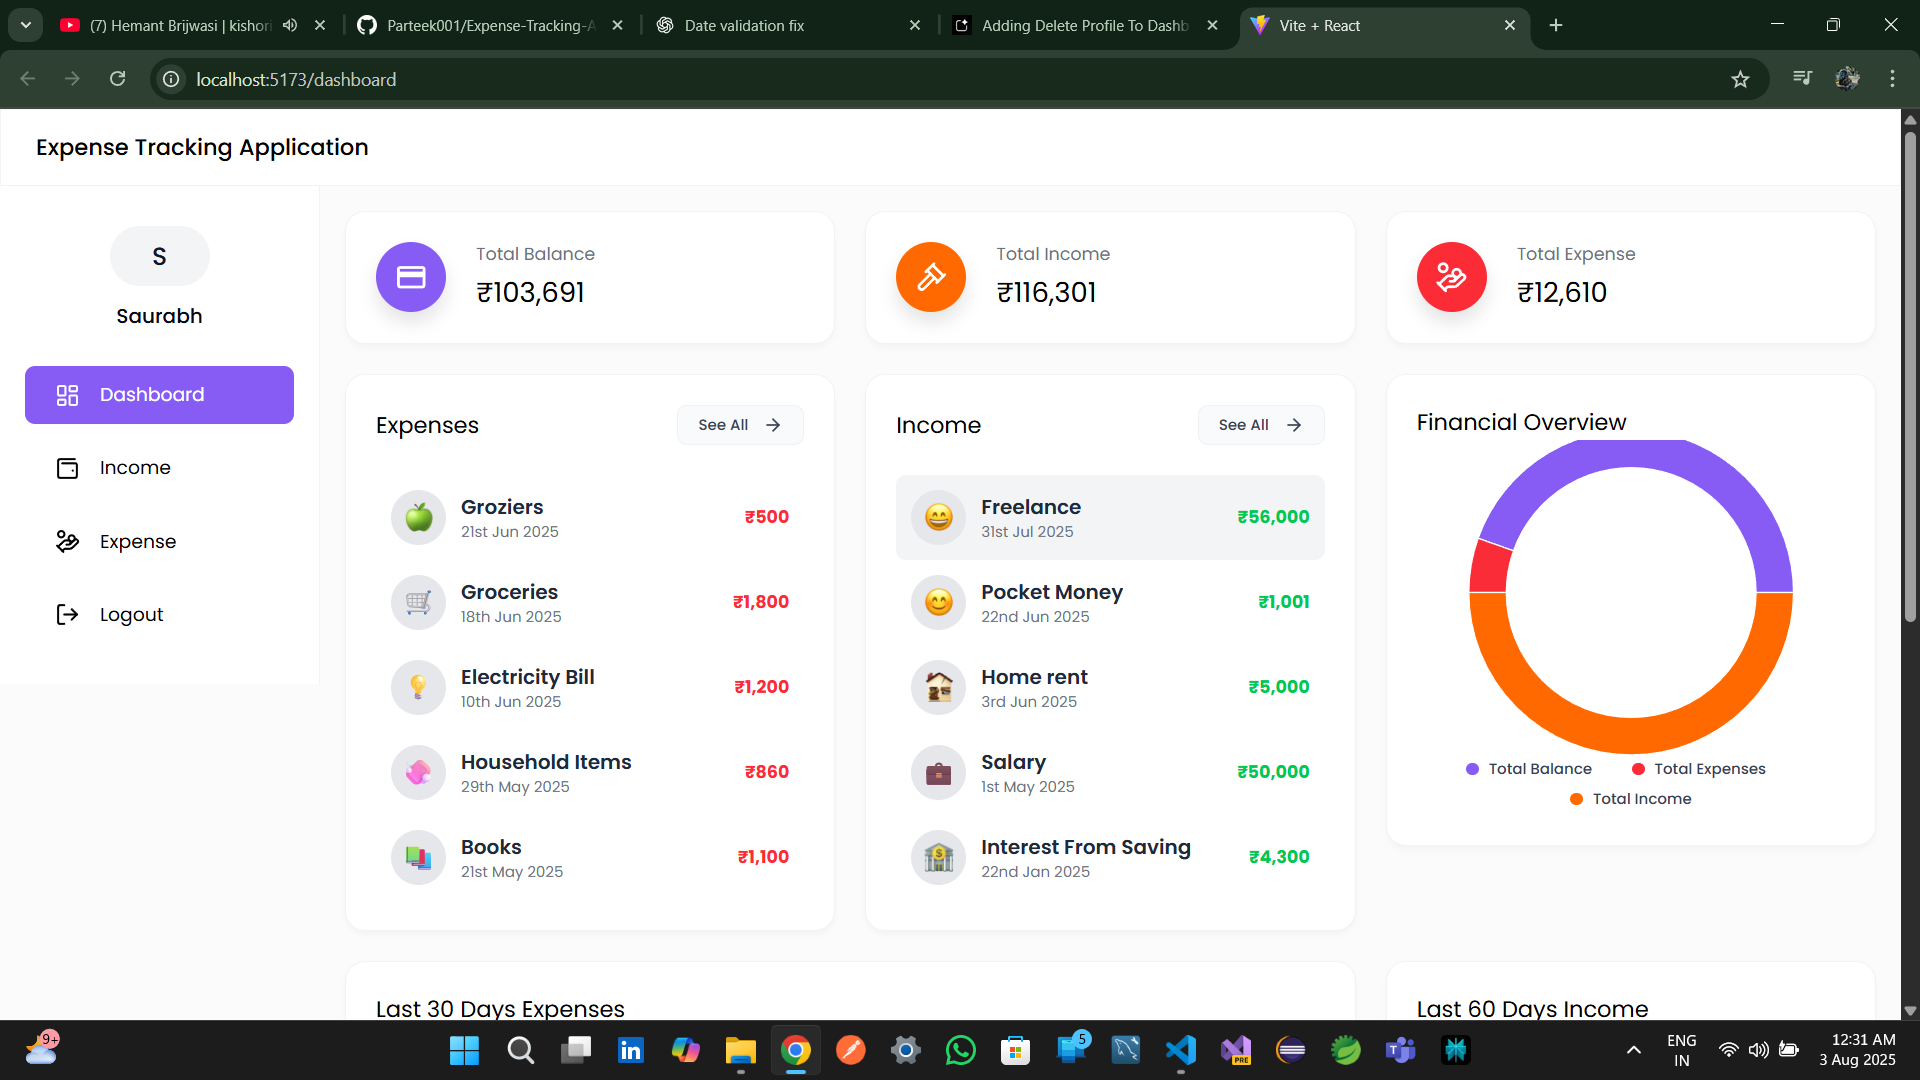 (7) Hemant Brijwasi | kishori
Parteek001/Expense-Tracking-A
Date validation fix
Adding Delete Profile To Dashb
Vite + React
localhost:5173/dashboard
Expense Tracking Application
S
Saurabh
Dashboard
Income
Expense
Logout
Total Balance
₹103,691
Total Income
₹116,301
Total Expense
₹12,610
Expenses
See All
Groziers
21st Jun 2025
₹500
Groceries
18th Jun 2025
₹1,800
Electricity Bill
10th Jun 2025
₹1,200
Household Items
29th May 2025
₹860
Books
21st May 2025
₹1,100
Income
See All
Freelance
31st Jul 2025
₹56,000
Pocket Money
22nd Jun 2025
₹1,001
Home rent
3rd Jun 2025
₹5,000
Salary
1st May 2025
₹50,000
Interest From Saving
22nd Jan 2025
₹4,300
Financial Overview
Total Balance
Total Expenses
Total Income
Last 30 Days Expenses
Last 60 Days Income
9+
5
PRE
ENG
IN
12:31 AM
3 Aug 2025